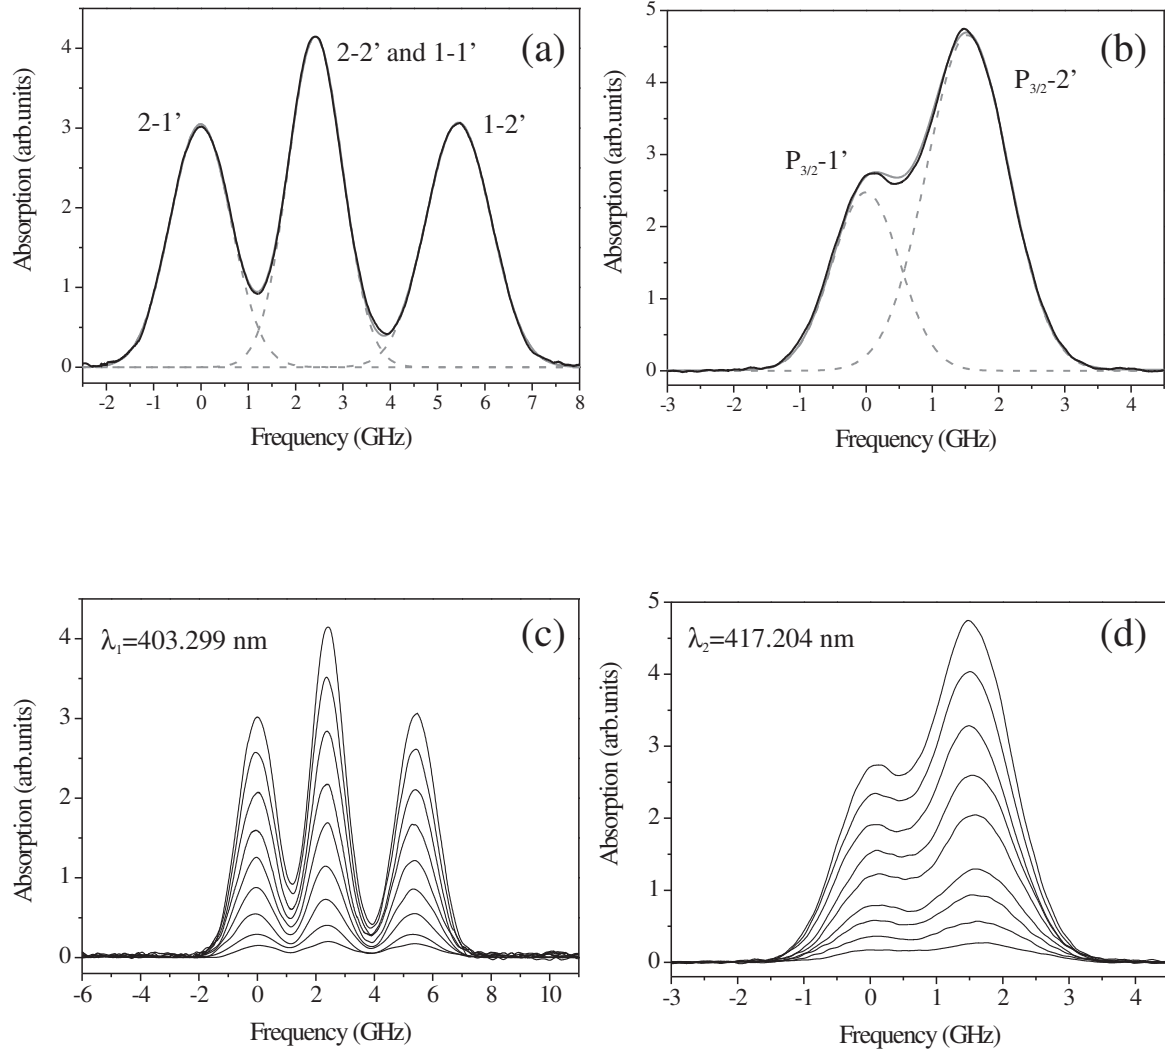 (a)
2-2’ and 1-1’
2-1’
1-2’
Absorption (arb.units)
4
3
2
1
0
-2 -1 0 1 2 3 4 5 6 7 8
Frequency (GHz)
(b)
P3/2-2’
P3/2-1’
Absorption (arb.units)
5
4
3
2
1
0
-3 -2 -1 0 1 2 3 4
Frequency (GHz)
(c)
λ1=403.299 nm
Absorption (arb.units)
4
3
2
1
0
-6 -4 -2 0 2 4 6 8 10
Frequency (GHz)
(d)
λ2=417.204 nm
Absorption (arb.units)
5
4
3
2
1
0
-3 -2 -1 0 1 2 3 4
Frequency (GHz)